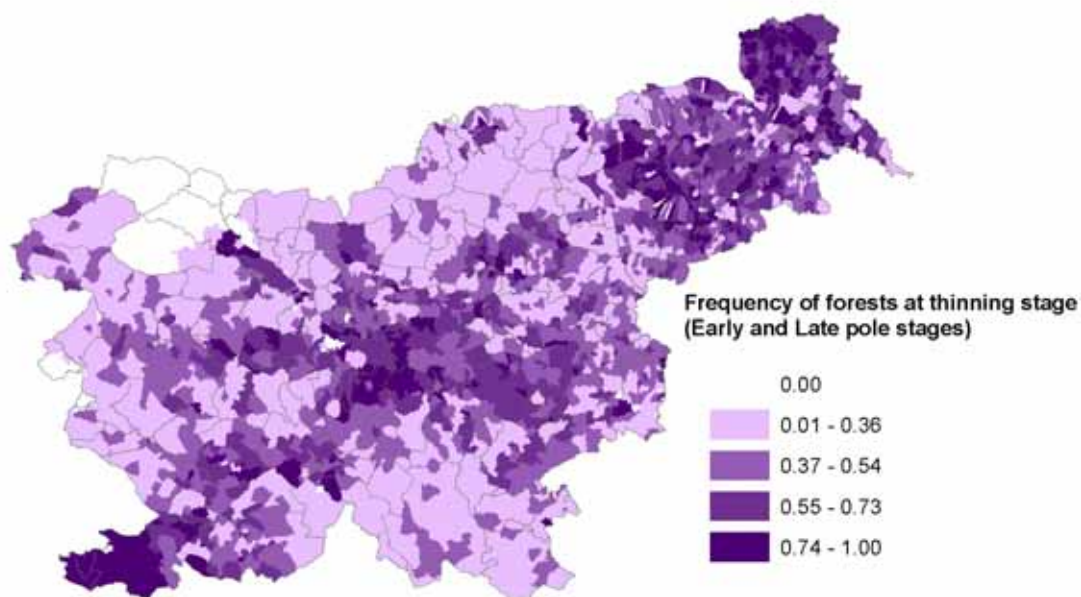 Frequency of forests at thinning stage
(Early and Late pole stages)
0.00
0.01 - 0.36
0.37 - 0.54
0.55 - 0.73
0.74 - 1.00